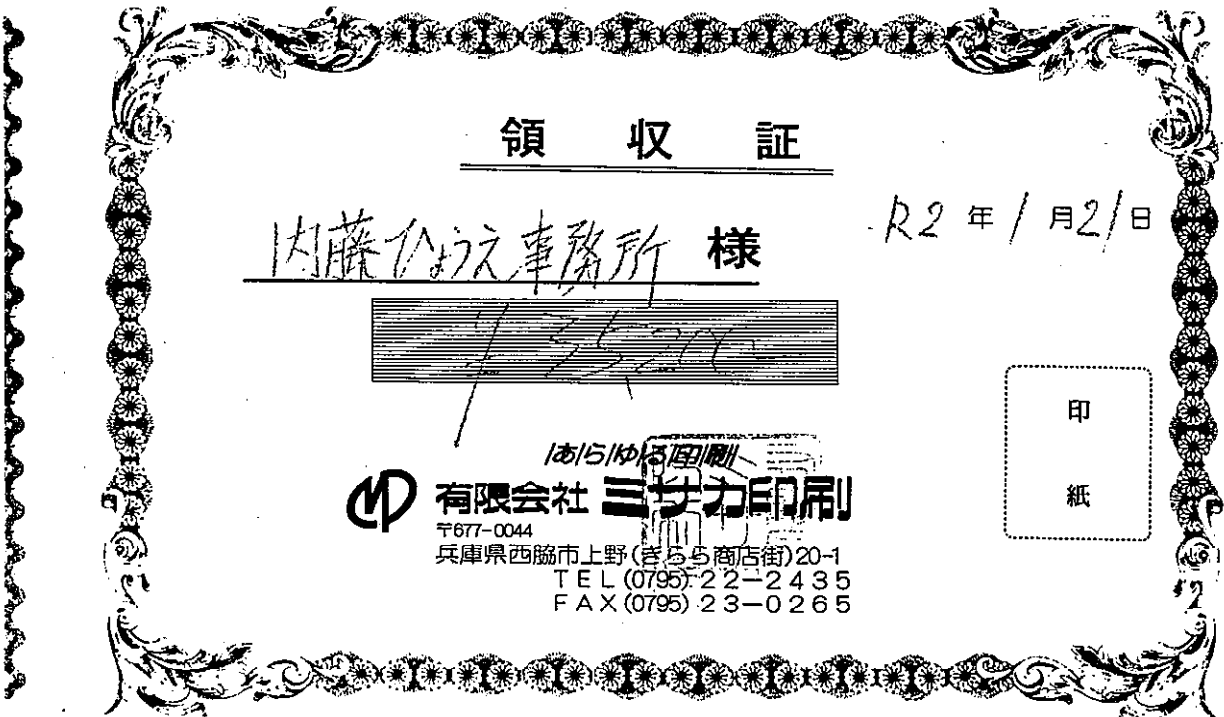 領収証
R2年1月21日
内藤ひょうえ事務所 様
¥35,200
印紙
あらゆる印刷
有限会社 ミサカ印刷
〒677-0044
兵庫県西脇市上野(きらら商店街)20-1
TEL(0795)22-2435
FAX(0795)23-0265